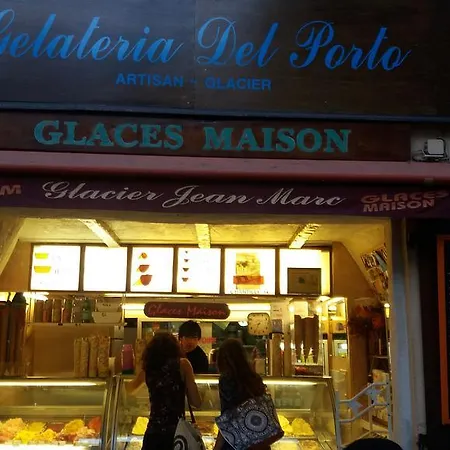 Gelateria Del Porto
ARTISAN - GLACIER
GLACES MAISON
Glacier Jean Marc
GLACES
MAISON
GLACES MAISON